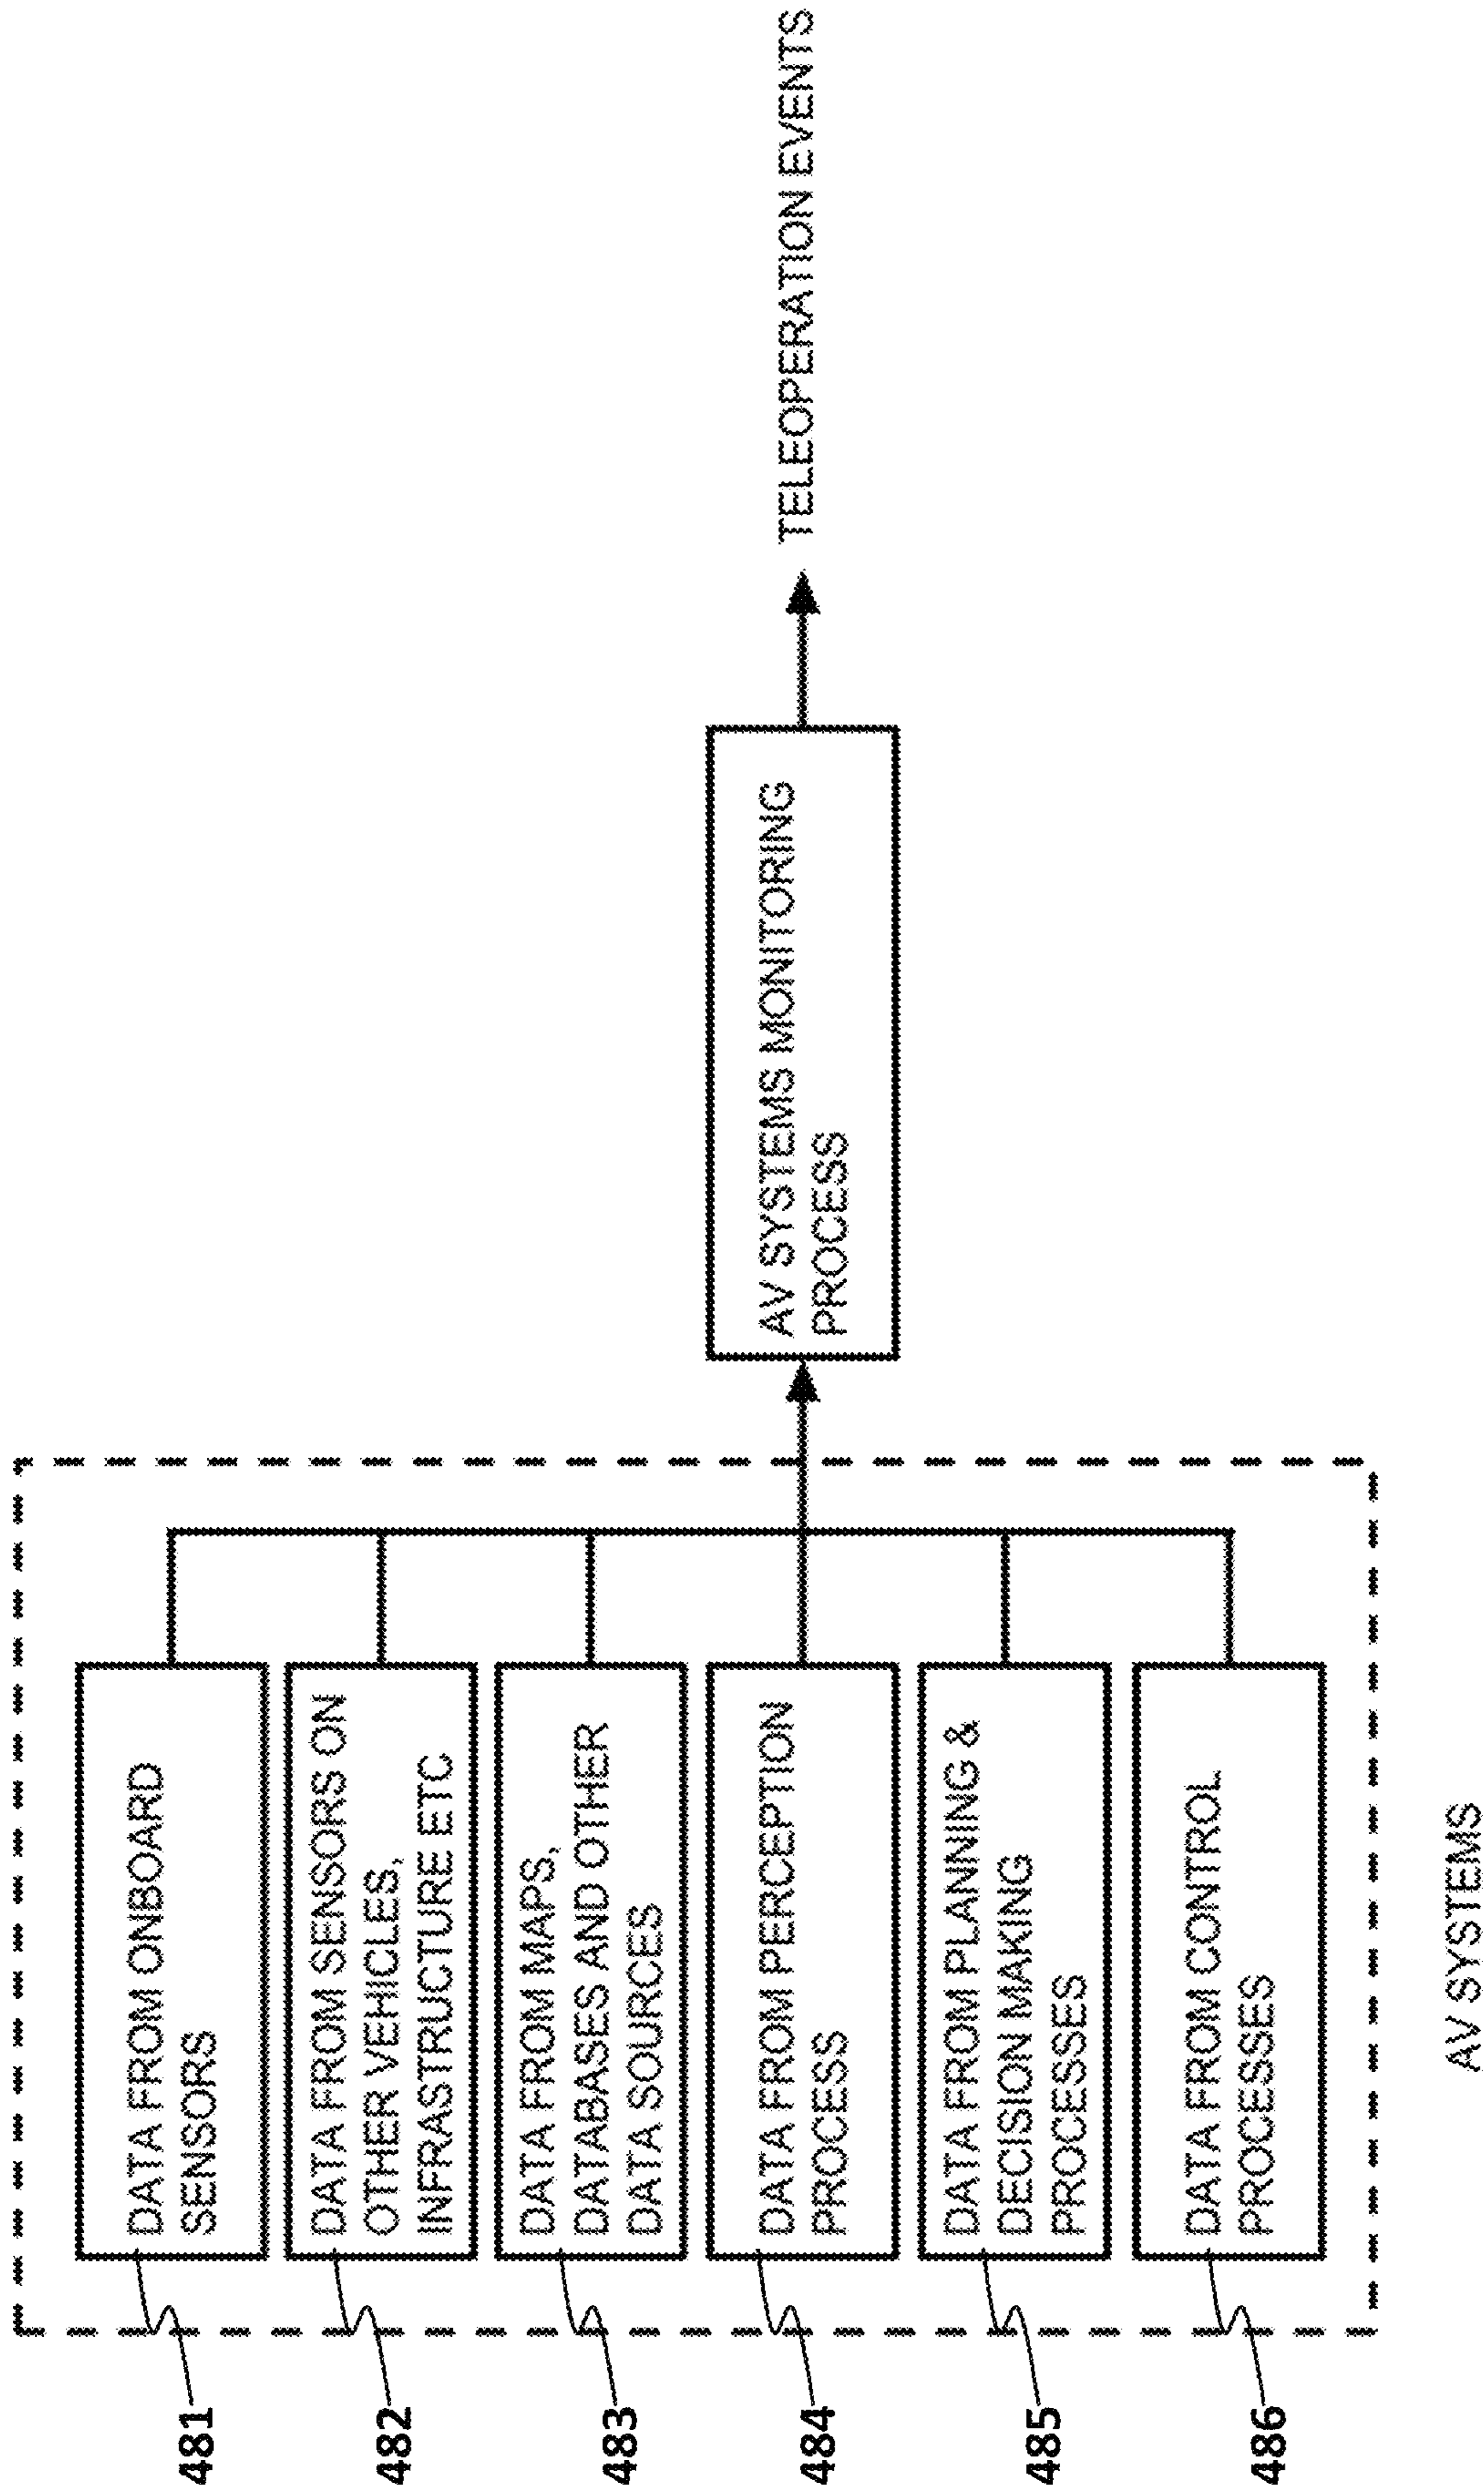 481
DATA FROM ONBOARD
SENSORS
482
DATA FROM SENSORS ON
OTHER VEHICLES,
INFRASTRUCTURE ETC
483
DATA FROM MAPS,
DATABASES AND OTHER
DATA SOURCES
484
DATA FROM PERCEPTION
PROCESS
485
DATA FROM PLANNING &
DECISION MAKING
PROCESSES
486
DATA FROM CONTROL
PROCESSES
AV SYSTEMS
AV SYSTEMS MONITORING
PROCESS
TELEOPERATION EVENTS